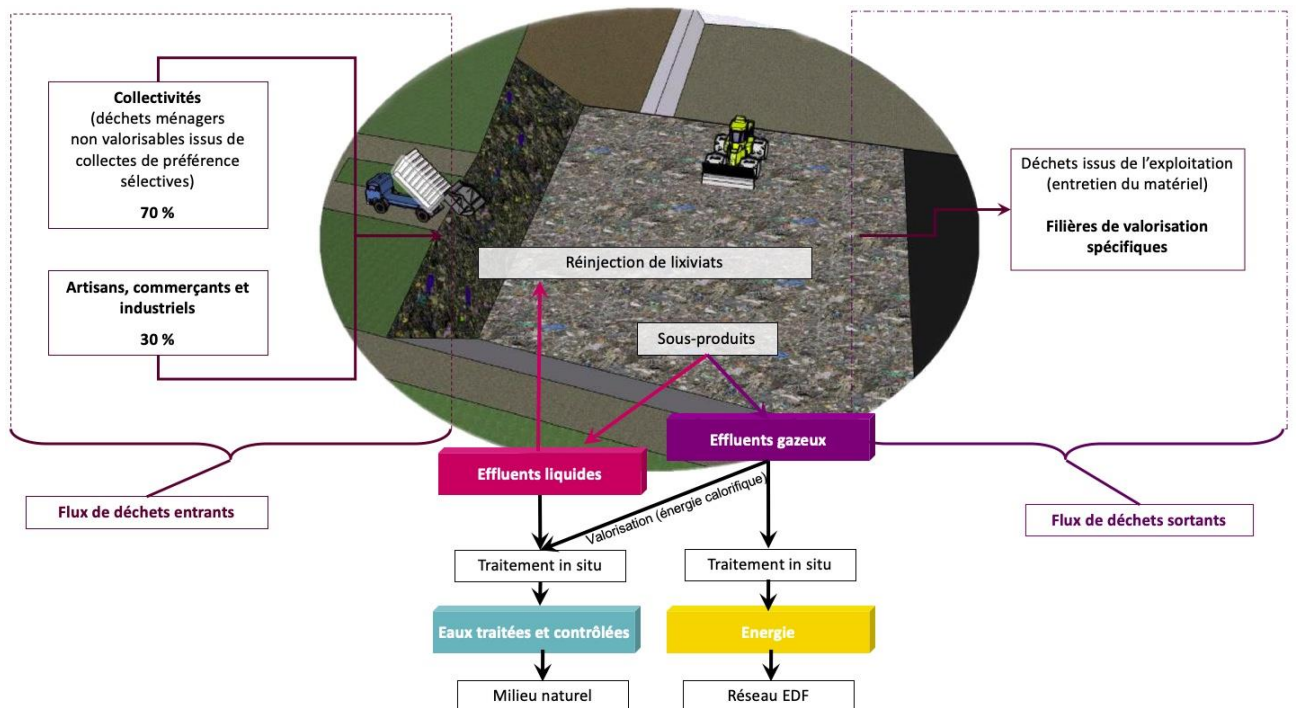 Collectivités
(déchets ménagers
non valorisables issus de
collectes de préférence
sélectives)
70 %
Artisans, commerçants et
industriels
30 %
Flux de déchets entrants
Réinjection de lixiviats
Sous-produits
Effluents gazeux
Effluents liquides
Valorisation (énergie calorifique)
Traitement in situ
Traitement in situ
Eaux traitées et contrôlées
Energie
Milieu naturel
Réseau EDF
Déchets issus de l’exploitation
(entretien du matériel)
Filières de valorisation
spécifiques
Flux de déchets sortants